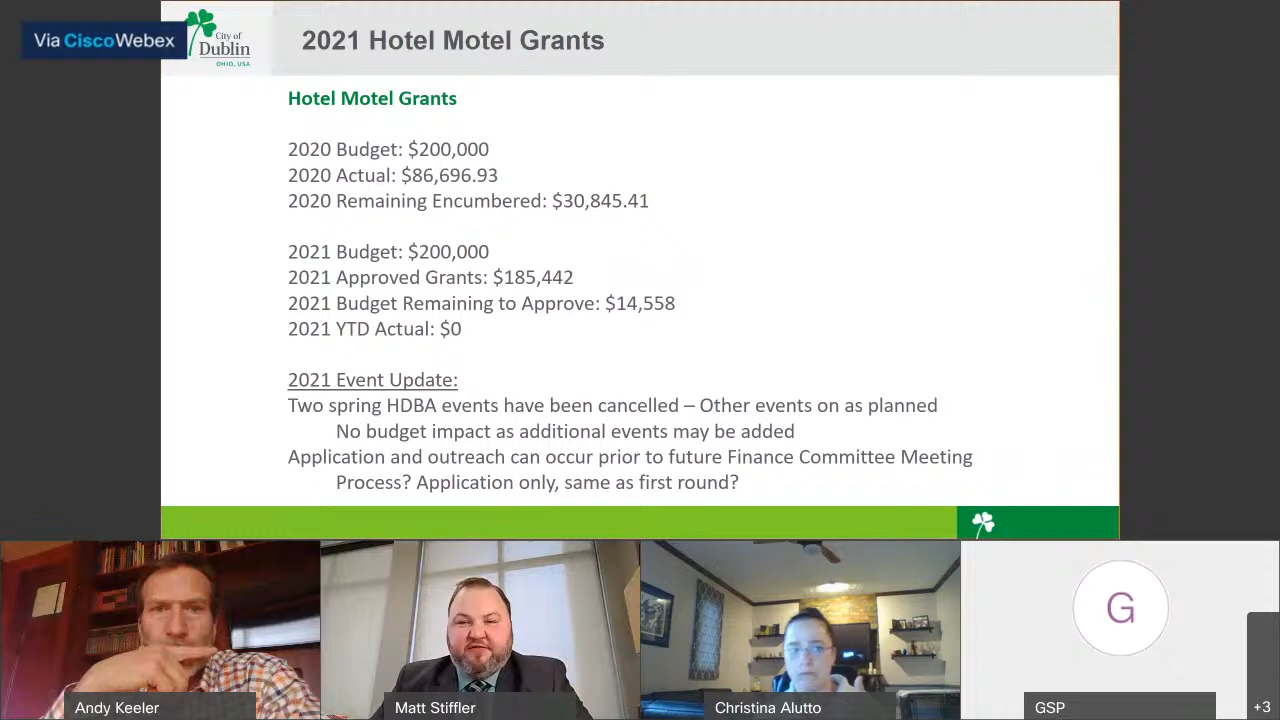 Via Cisco Webex
City of
Dublin
OHIO, USA
2021 Hotel Motel Grants
Hotel Motel Grants
2020 Budget: $200,000
2020 Actual: $86,696.93
2020 Remaining Encumbered: $30,845.41
2021 Budget: $200,000
2021 Approved Grants: $185,442
2021 Budget Remaining to Approve: $14,558
2021 YTD Actual: $0
2021 Event Update:
Two spring HDBA events have been cancelled – Other events on as planned
No budget impact as additional events may be added
Application and outreach can occur prior to future Finance Committee Meeting
Process? Application only, same as first round?
G
Andy Keeler
Matt Stiffler
Christina Alutto
GSP
+3